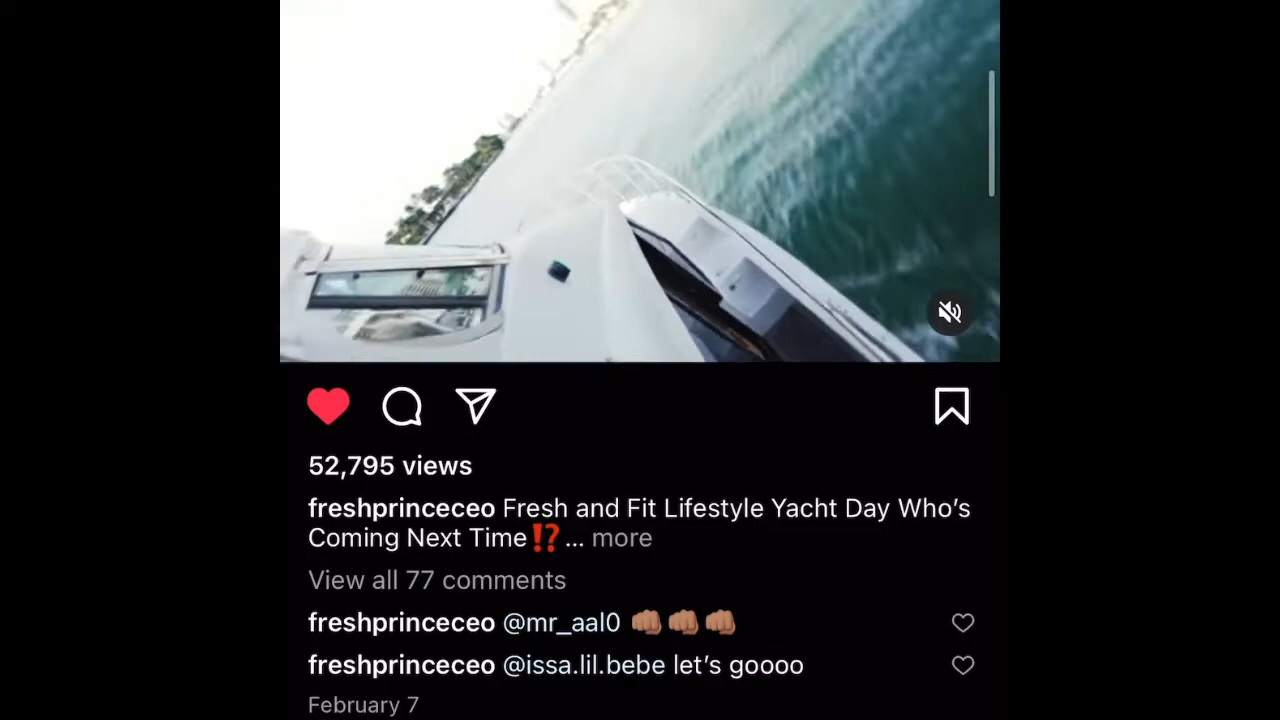 52,795 views
freshprinceceo Fresh and Fit Lifestyle Yacht Day Who’s
Coming Next Time⁉️... more
View all 77 comments
freshprinceceo @mr_aal0 👊🏽👊🏽👊🏽
freshprinceceo @issa.lil.bebe let’s goooo
February 7